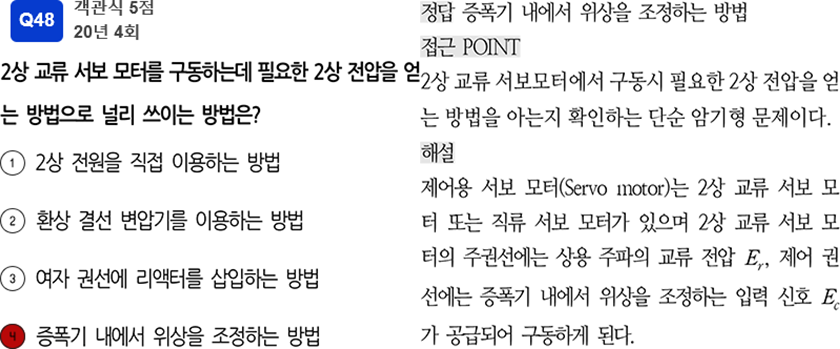 Q48
객관식 5점
20년 4회
2상 교류 서보 모터를 구동하는데 필요한 2상 전압을 얻
는 방법으로 널리 쓰이는 방법은?
1 2상 전원을 직접 이용하는 방법
2 환상 결선 변압기를 이용하는 방법
3 여자 권선에 리액터를 삽입하는 방법
4 증폭기 내에서 위상을 조정하는 방법
정답 증폭기 내에서 위상을 조정하는 방법
접근 POINT
2상 교류 서보모터에서 구동시 필요한 2상 전압을 얻
는 방법을 아는지 확인하는 단순 암기형 문제이다.
해설
제어용 서보 모터(Servo motor)는 2상 교류 서보 모
터 또는 직류 서보 모터가 있으며 2상 교류 서보 모
터의 주권선에는 상용 주파의 교류 전압 Er, 제어 권
선에는 증폭기 내에서 위상을 조정하는 입력 신호 Ec
가 공급되어 구동하게 된다.